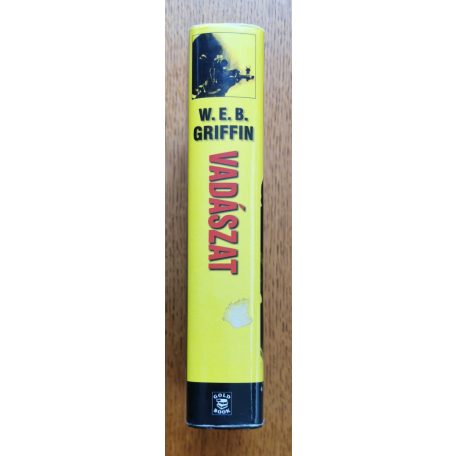 W. E. B.
GRIFFIN
VADÁSZAT
GOLD
BOOK